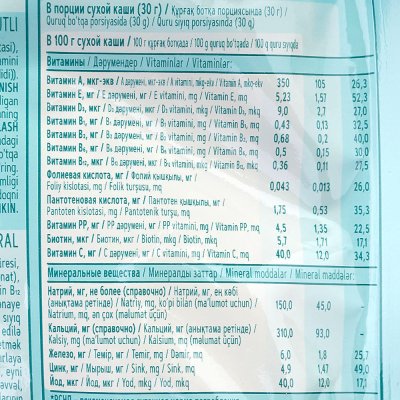 В порции сухой каши (30 г) / Құрғақ ботқа порциясында (30 г) /
Quruq bo'tqa porsiyasida (30 g) / Quru sıyıq porsiyasında (30 g)
В 100 г сухой каши / 100 г құрғақ ботқада / 100 g quruq bo'tqada / 100 g quru sıyıqda
Витамины / Дәрумендер / Vitaminlar / Vitaminlər:
Витамин А, мкг-экв / А дәрумені, мкг-экв / A vitamini, mkg-ekv / Vitamin A, mkq-ekv 350 105 26,3
Витамин Е, мг / Е дәрумені, мг / E vitamini, mg / Vitamin E, mq 5,23 1,57 52,3
Витамин D₃, мкг / D₃ дәрумені, мкг / D₃ vitamini, mkg / Vitamin D₃, mkq 9,0 2,7 27,0
Витамин B₁, мг / B₁ дәрумені, мг / B₁ vitamini, mg / Vitamin B₁, mq 0,43 0,13 32,5
Витамин B₂, мг / B₂ дәрумені, мг / B₂ vitamini, mg / Vitamin B₂, mq 0,68 0,2 40,0
Витамин B₆, мг / B₆ дәрумені, мг / B₆ vitamini, mg / Vitamin B₆, mq 0,5 0,15 30,0
Витамин B₁₂, мкг / B₁₂ дәрумені, мкг / B₁₂ vitamini, mkg / Vitamin B₁₂, mkq 0,36 0,11 27,5
Фолиевая кислота, мг / Фолий қышқылы, мг /
Foliy kislotasi, mg / Folik turşusu, mq 0,043 0,013 26,0
Пантотеновая кислота, мг / Пантотен қышқылы, мг /
Pantoten kislotasi, mg / Pantotenik turşu, mq 1,75 0,53 35,3
Витамин РР, мг / РР дәрумені, мг / PP vitamini, mg / Vitamin PP, mq 4,5 1,35 22,5
Биотин, мкг / Биотин, мкг / Biotin, mkg / Biotin, mkq 5,7 1,71 17,1
Витамин С, мг / С дәрумені, мг / C vitamini, mg / Vitamin C, mq 40,0 12,0 34,3
Минеральные вещества / Минералды заттар / Mineral moddalar / Mineral maddələr:
Натрий, мг, не более (справочно) / Натрий, мг, ең көбі
(анықтама ретінде) / Natriy, mg, ko'pi bilan (ma'lumot uchun) /
Natrium, mq, ən çox (məlumat üçün) 150,0 45,0
Кальций, мг (справочно) / Кальций, мг (анықтама ретінде) /
Kalsiy, mg (ma'lumot uchun) / Kalsium, mq (məlumat üçün) 310,0 93,0
Железо, мг / Темір, мг / Temir, mg / Dəmir, mq 6,0 1,8 25,7
Цинк, мг / Мырыш, мг / Sink, mg / Sink, mq 4,9 1,47 49,0
Йод, мкг / Йод, мкг / Yod, mkg / Yod, mkq 40,0 12,0 17,1